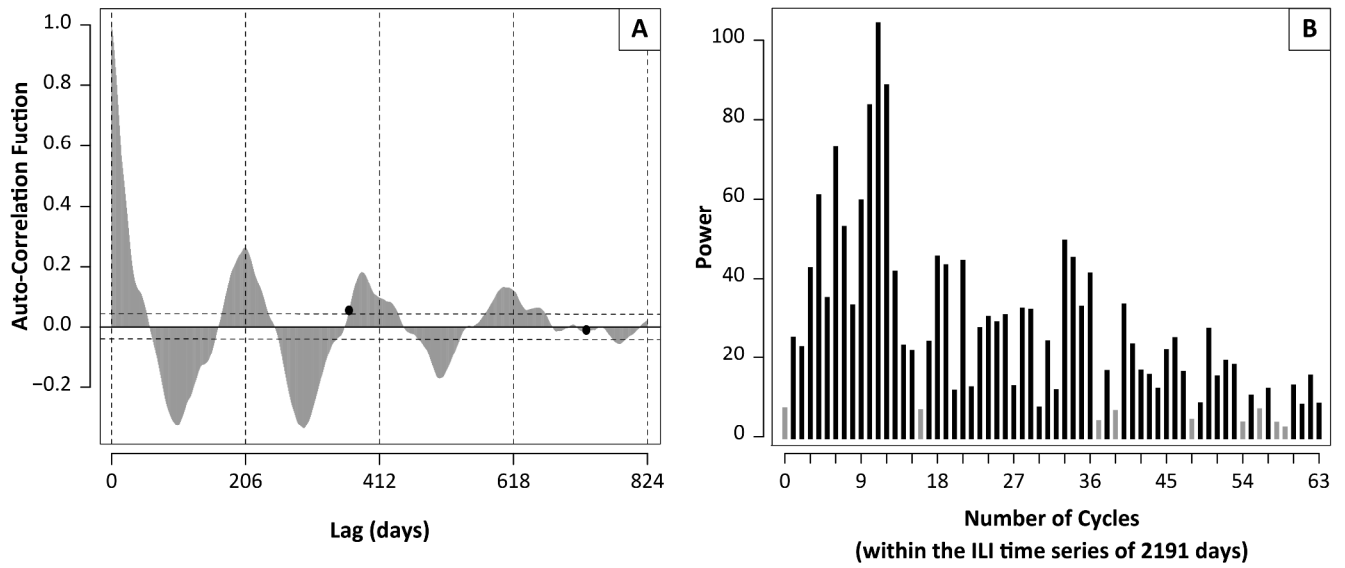 A
Auto-Correlation Fuction
1.0
0.8
0.6
0.4
0.2
0.0
−0.2
0 206 412 618 824
Lag (days)
B
Power
100
80
60
40
20
0
0 9 18 27 36 45 54 63
Number of Cycles
(within the ILI time series of 2191 days)